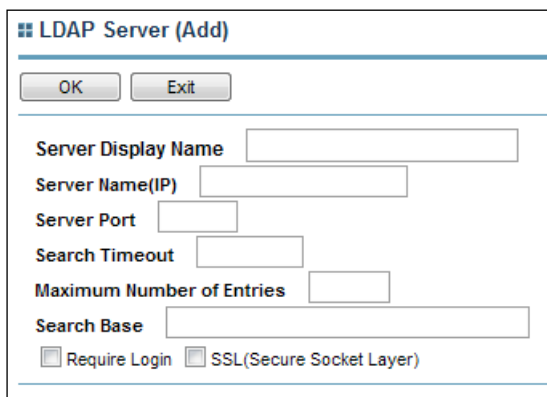 LDAP Server (Add)
OK Exit
Server Display Name
Server Name(IP)
Server Port
Search Timeout
Maximum Number of Entries
Search Base
Require Login SSL(Secure Socket Layer)